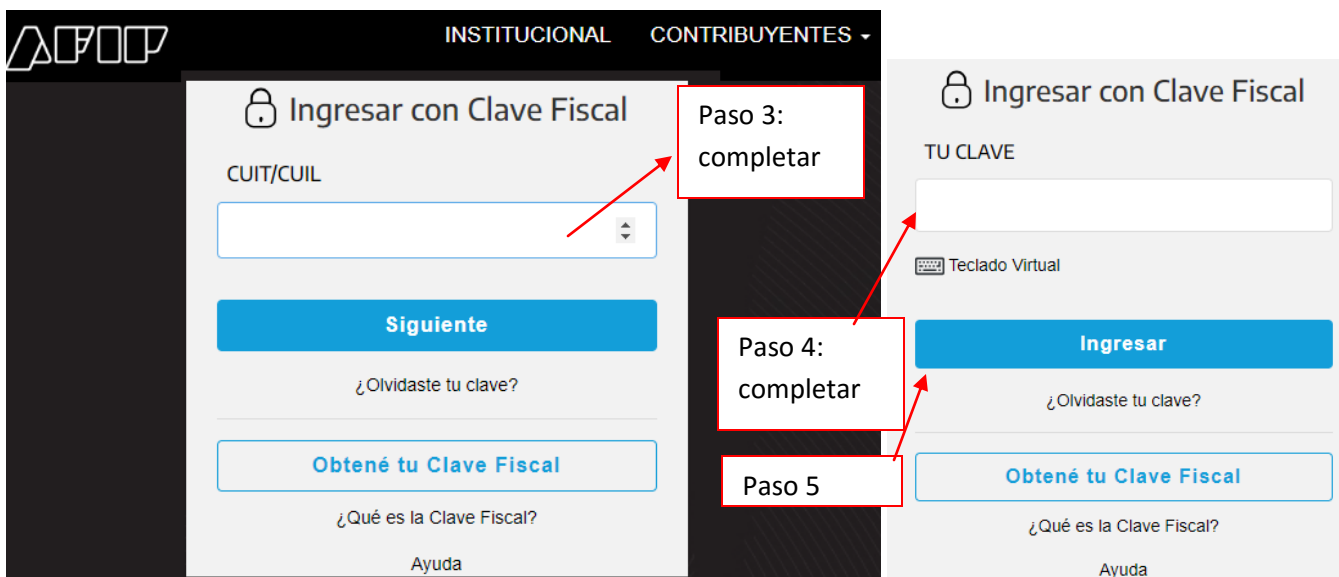 AFIP
INSTITUCIONAL CONTRIBUYENTES
Ingresar con Clave Fiscal
CUIT/CUIL
Siguiente
¿Olvidaste tu clave?
Obtené tu Clave Fiscal
¿Qué es la Clave Fiscal?
Ayuda
Paso 3:
completar
Ingresar con Clave Fiscal
TU CLAVE
Teclado Virtual
Paso 4:
completar
Ingresar
Paso 5
¿Olvidaste tu clave?
Obtené tu Clave Fiscal
¿Qué es la Clave Fiscal?
Ayuda